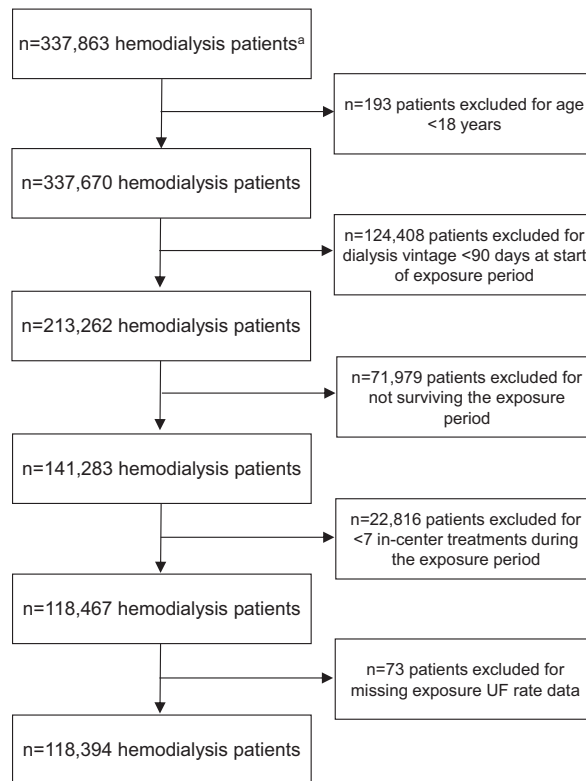 n=337,863 hemodialysis patientsᵃ
n=193 patients excluded for age
<18 years
n=337,670 hemodialysis patients
n=124,408 patients excluded for
dialysis vintage <90 days at start
of exposure period
n=213,262 hemodialysis patients
n=71,979 patients excluded for
not surviving the exposure
period
n=141,283 hemodialysis patients
n=22,816 patients excluded for
<7 in-center treatments during
the exposure period
n=118,467 hemodialysis patients
n=73 patients excluded for
missing exposure UF rate data
n=118,394 hemodialysis patients